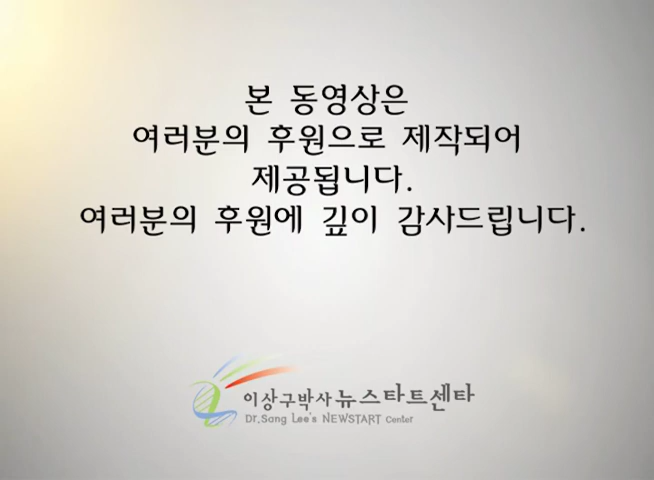 본 동영상은
여러분의 후원으로 제작되어
제공됩니다.
여러분의 후원에 깊이 감사드립니다.
이상구박사뉴스타트센타
Dr.Sang Lee's NEWSTART Center